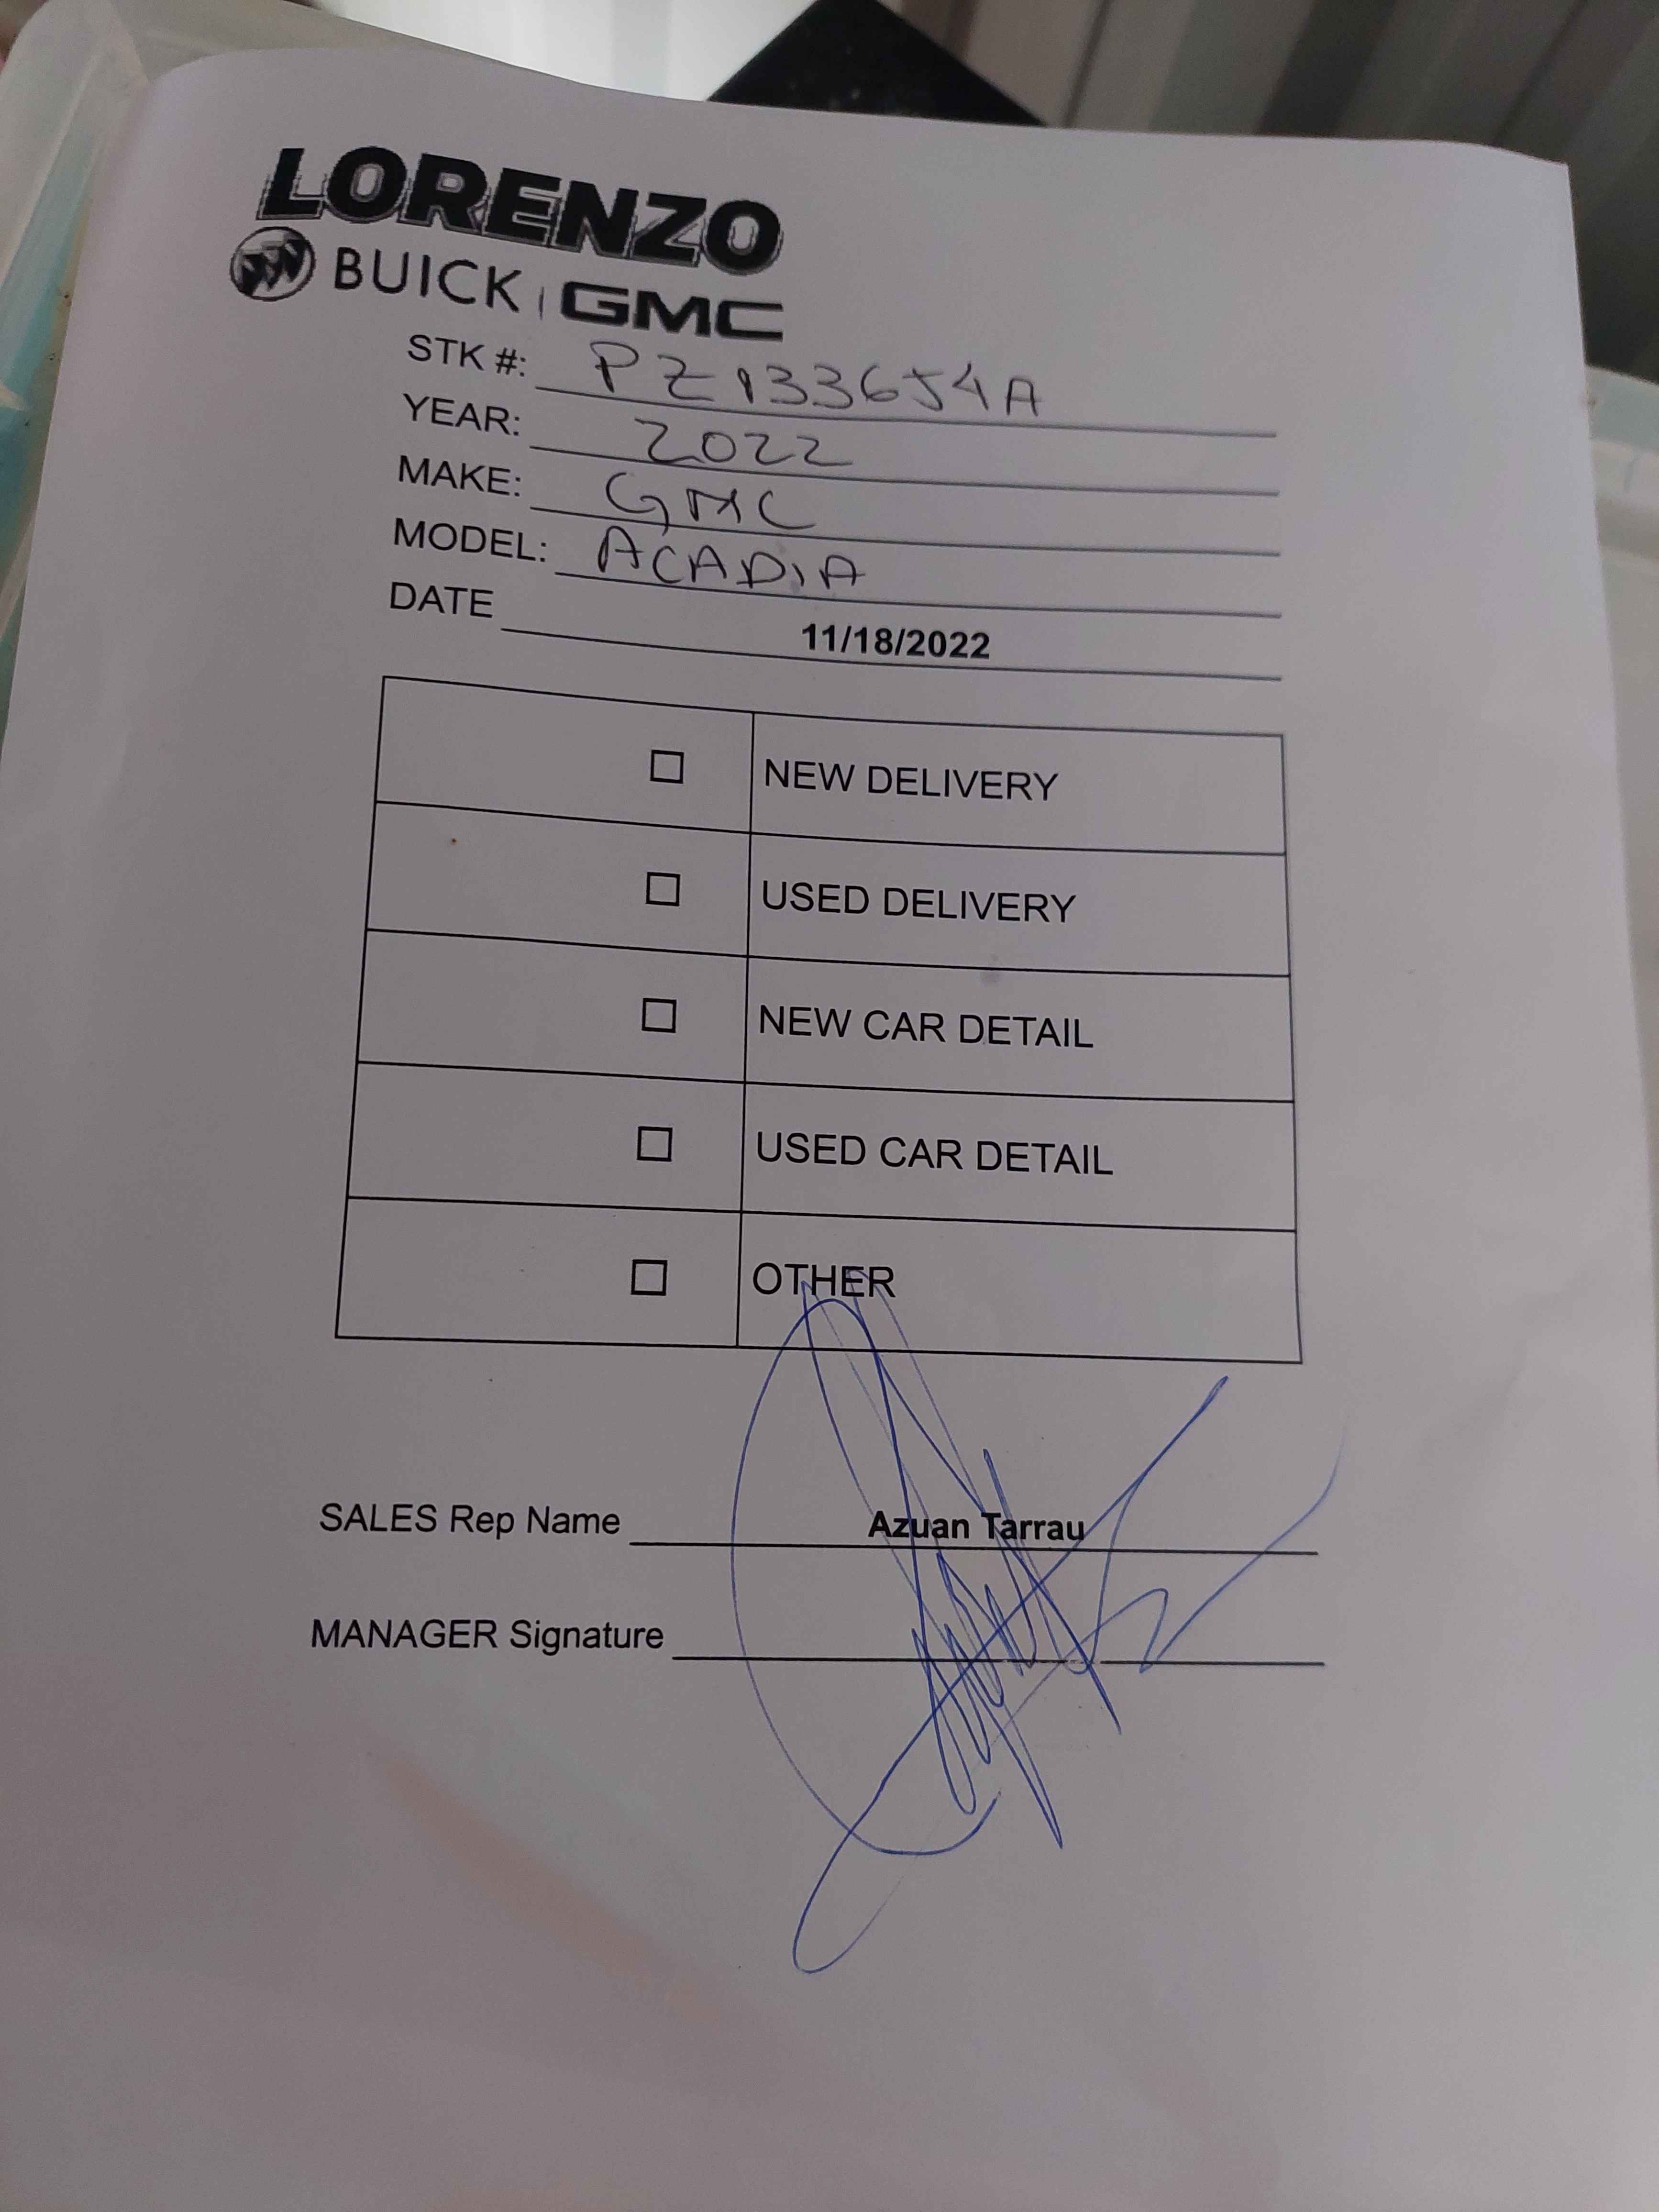 LORENZO
BUICK | GMC
STK #: PZ133654A
YEAR: 2022
MAKE: GMC
MODEL: ACADIA
DATE 11/18/2022
☐ NEW DELIVERY
☐ USED DELIVERY
☐ NEW CAR DETAIL
☐ USED CAR DETAIL
☐ OTHER
SALES Rep Name Azuan Tarrau
MANAGER Signature